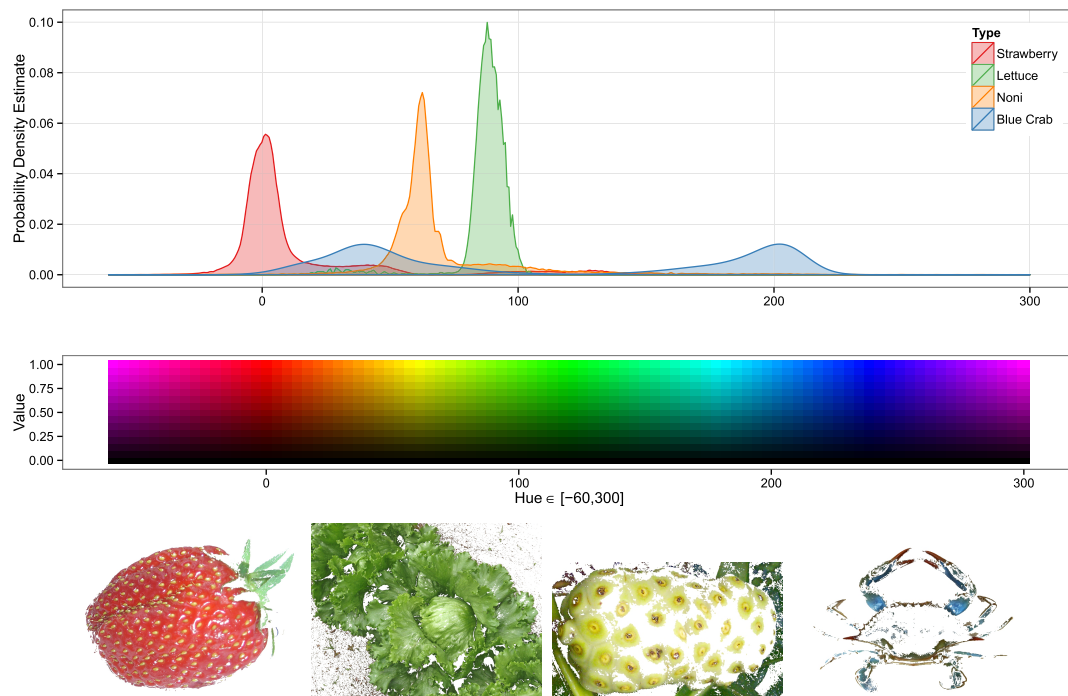 0.10
0.08
0.06
0.04
0.02
0.00
Probability Density Estimate
Type
Strawberry
Lettuce
Noni
Blue Crab
0 100 200 300
1.00
0.75
0.50
0.25
0.00
Value
0 100 200 300
Hue ∈ [−60,300]